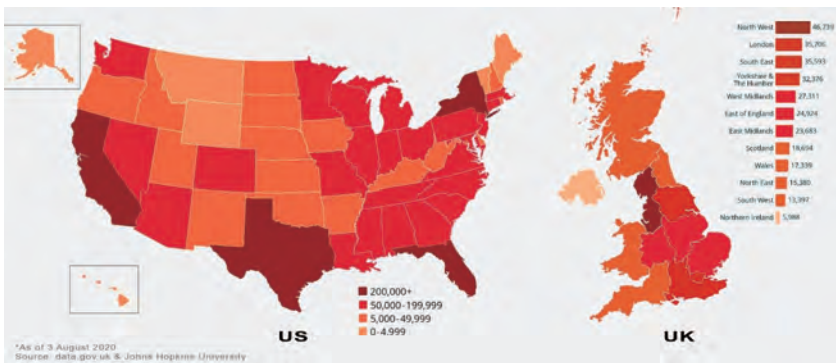 North West 46,739
London 35,706
South East 35,593
Yorkshire &
The Humber 32,376
West Midlands 27,311
East of England 24,924
East Midlands 23,683
Scotland 18,694
Wales 17,339
North East 15,380
South West 13,397
Northern Ireland 5,988
200,000+
50,000-199,999
5,000-49,999
0-4.999
US
UK
*As of 3 August 2020
Source: data.gov.uk & Johns Hopkins University